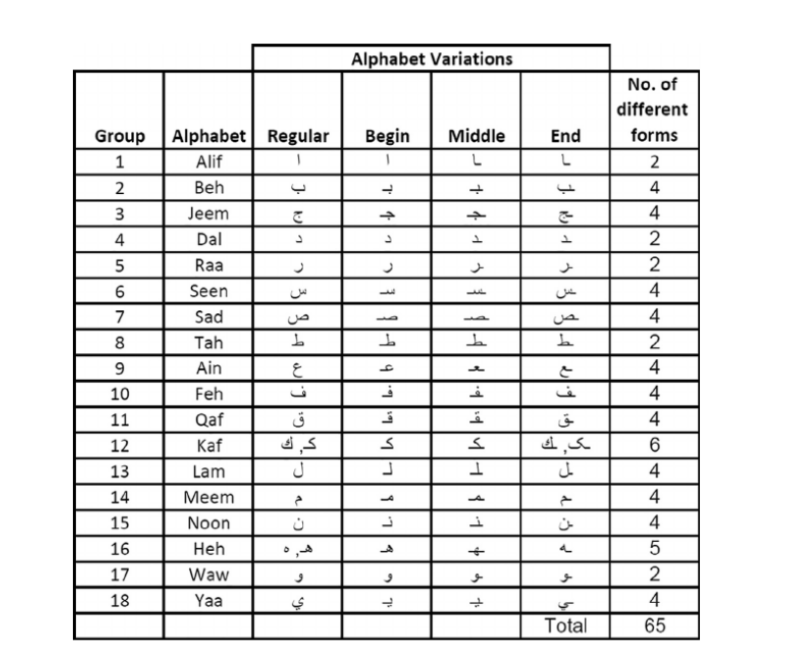 Alphabet Variations
Group Alphabet Regular Begin Middle End No. of different forms
1 Alif ا ا ـا ـا 2
2 Beh ب بـ ـبـ ـب 4
3 Jeem ج جـ ـجـ ـج 4
4 Dal د د ـد ـد 2
5 Raa ر ر ـر ـر 2
6 Seen س سـ ـسـ ـس 4
7 Sad ص صـ ـصـ ـص 4
8 Tah ط ط ـط ـط 2
9 Ain ع عـ ـعـ ـع 4
10 Feh ف فـ ـفـ ـف 4
11 Qaf ق قـ ـقـ ـق 4
12 Kaf ك ,ک کـ ـکـ ـک ,ـك 6
13 Lam ل لـ ـلـ ـل 4
14 Meem م مـ ـمـ ـم 4
15 Noon ن نـ ـنـ ـن 4
16 Heh ه ,هـ هـ ـهـ ـه 5
17 Waw و و ـو ـو 2
18 Yaa ي يـ ـيـ ـي 4
Total 65